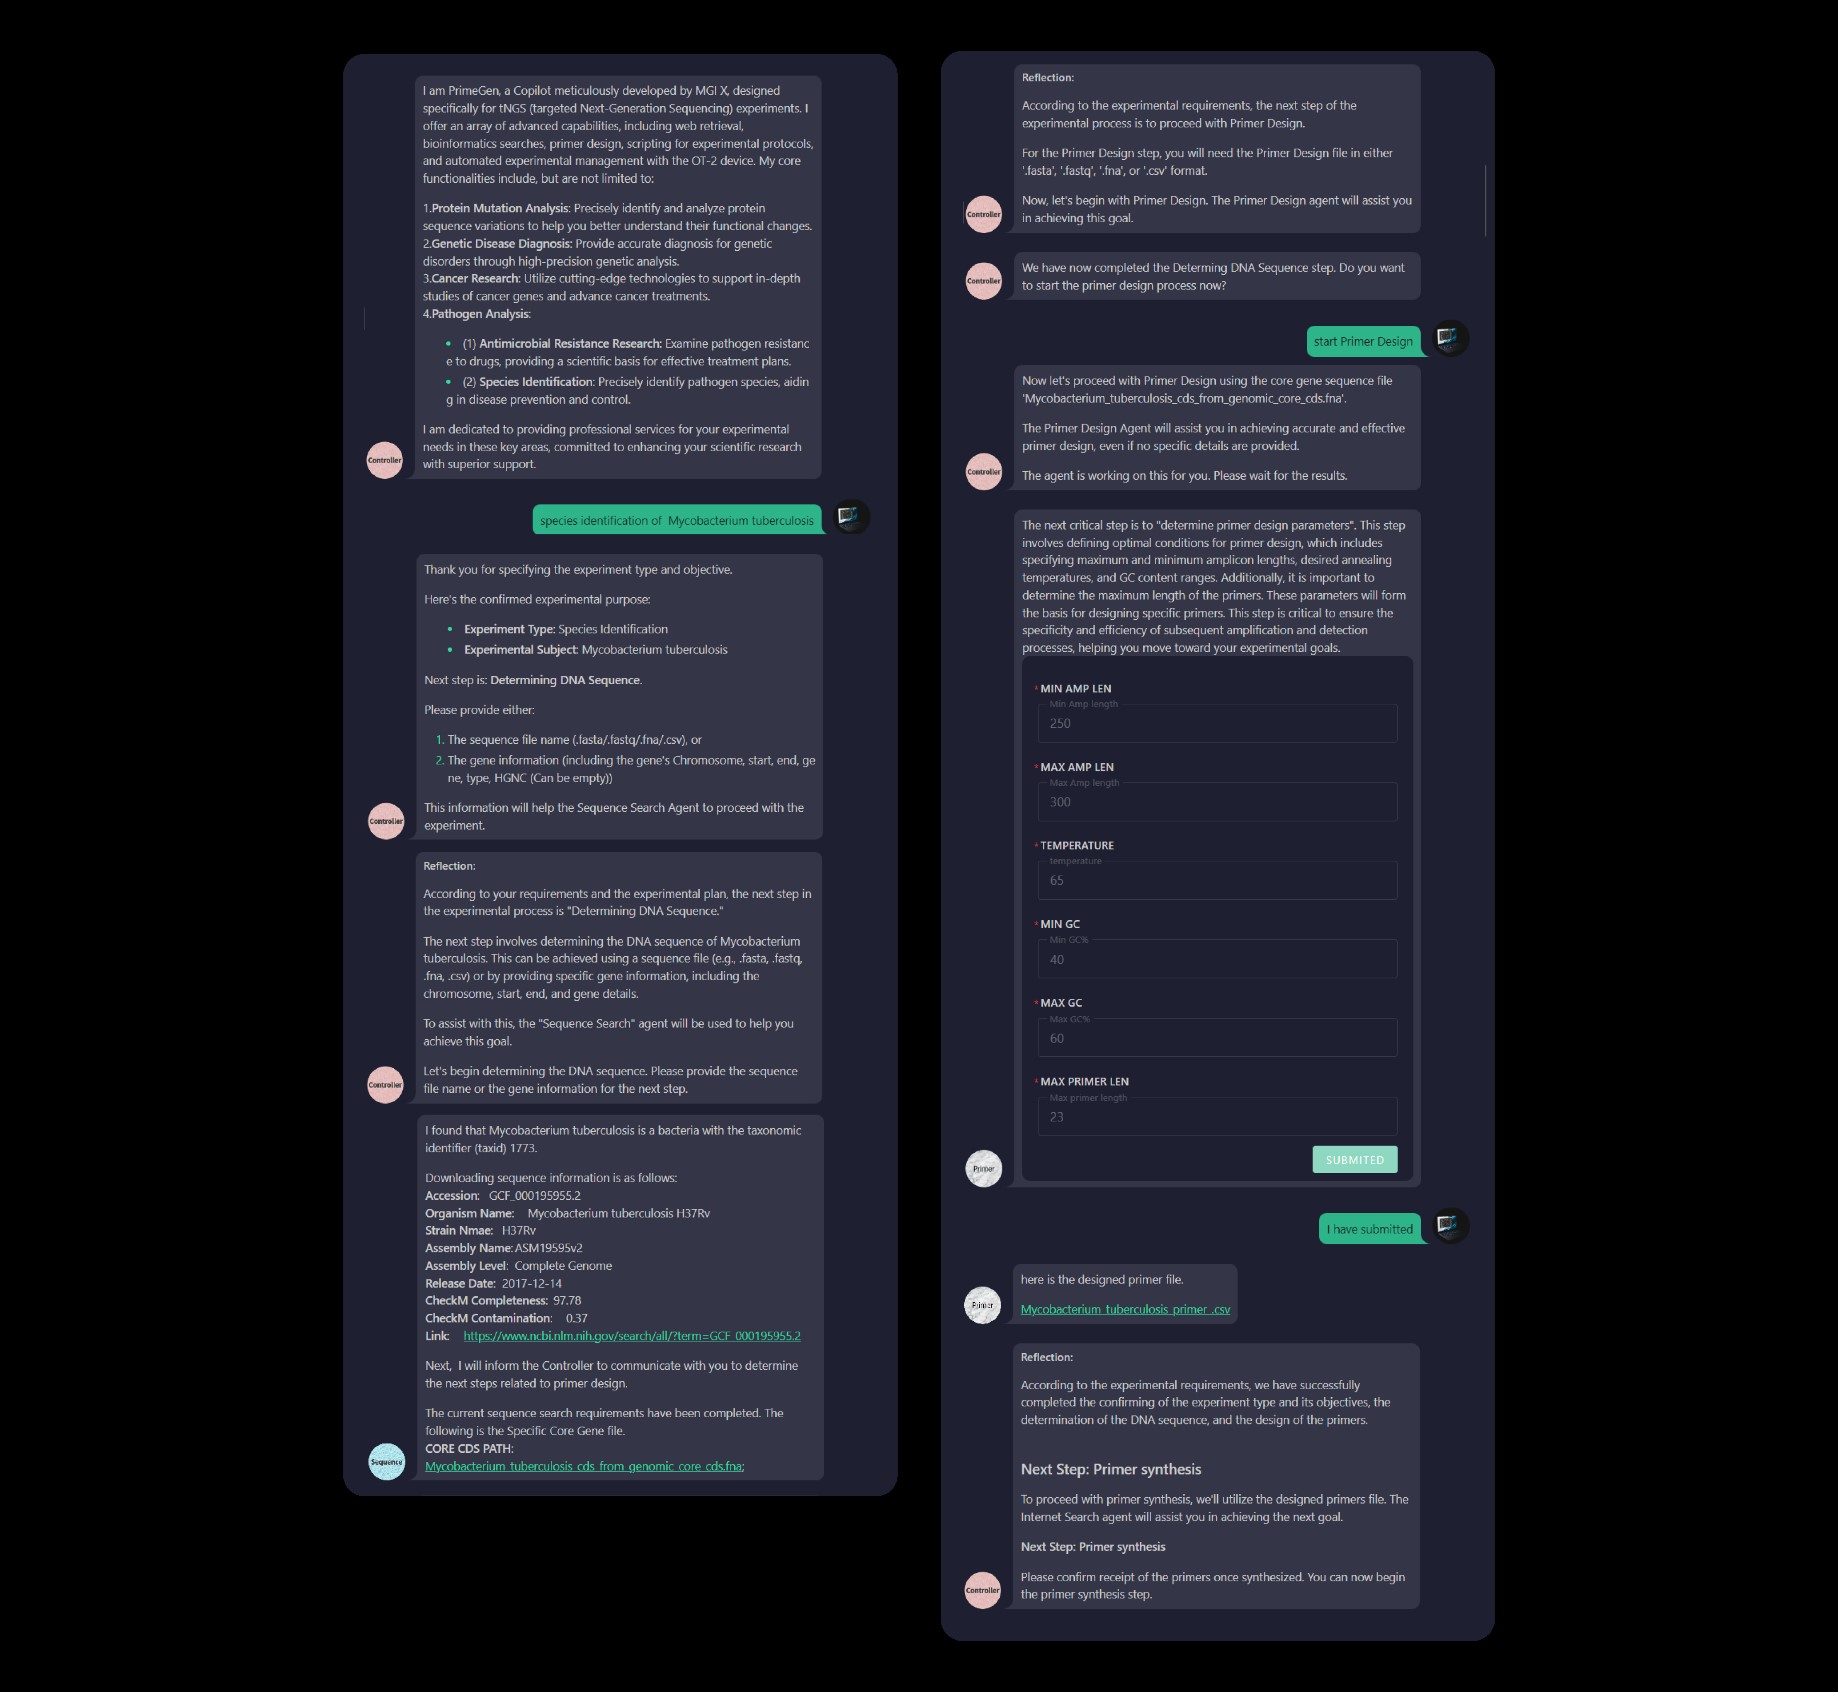 I am PrimeGen, a Copilot meticulously developed by MGI X, designed
specifically for tNGS (targeted Next-Generation Sequencing) experiments. I
offer an array of advanced capabilities, including web retrieval,
bioinformatics searches, primer design, scripting for experimental protocols,
and automated experimental management with the OT-2 device. My core
functionalities include, but are not limited to:
1.Protein Mutation Analysis: Precisely identify and analyze protein
sequence variations to help you better understand their functional changes.
2.Genetic Disease Diagnosis: Provide accurate diagnosis for genetic
disorders through high-precision genetic analysis.
3.Cancer Research: Utilize cutting-edge technologies to support in-depth
studies of cancer genes and advance cancer treatments.
4.Pathogen Analysis:
• (1) Antimicrobial Resistance Research: Examine pathogen resistanc
e to drugs, providing a scientific basis for effective treatment plans.
• (2) Species Identification: Precisely identify pathogen species, aidin
g in disease prevention and control.
I am dedicated to providing professional services for your experimental
needs in these key areas, committed to enhancing your scientific research
with superior support.
Controller
species identification of  Mycobacterium tuberculosis
Thank you for specifying the experiment type and objective.
Here's the confirmed experimental purpose:
• Experiment Type: Species Identification
• Experimental Subject: Mycobacterium tuberculosis
Next step is: Determining DNA Sequence.
Please provide either:
1. The sequence file name (.fasta/.fastq/.fna/.csv), or
2. The gene information (including the gene's Chromosome, start, end, ge
ne, type, HGNC (Can be empty))
This information will help the Sequence Search Agent to proceed with the
experiment.
Controller
Reflection:
According to your requirements and the experimental plan, the next step in
the experimental process is "Determining DNA Sequence."
The next step involves determining the DNA sequence of Mycobacterium
tuberculosis. This can be achieved using a sequence file (e.g., .fasta, .fastq,
.fna, .csv) or by providing specific gene information, including the
chromosome, start, end, and gene details.
To assist with this, the "Sequence Search" agent will be used to help you
achieve this goal.
Let's begin determining the DNA sequence. Please provide the sequence
file name or the gene information for the next step.
Controller
I found that Mycobacterium tuberculosis is a bacteria with the taxonomic
identifier (taxid) 1773.
Downloading sequence information is as follows:
Accession: GCF_000195955.2
Organism Name: Mycobacterium tuberculosis H37Rv
Strain Nmae: H37Rv
Assembly Name: ASM19595v2
Assembly Level: Complete Genome
Release Date: 2017-12-14
CheckM Completeness: 97.78
CheckM Contamination: 0.37
Link: https://www.ncbi.nlm.nih.gov/search/all/?term=GCF_000195955.2
Next,  I will inform the Controller to communicate with you to determine
the next steps related to primer design.
The current sequence search requirements have been completed. The
following is the Specific Core Gene file.
CORE CDS PATH:
Mycobacterium_tuberculosis_cds_from_genomic_core_cds.fna;
Sequence
Reflection:
According to the experimental requirements, the next step of the
experimental process is to proceed with Primer Design.
For the Primer Design step, you will need the Primer Design file in either
'.fasta', '.fastq', '.fna', or '.csv' format.
Now, let's begin with Primer Design. The Primer Design agent will assist you
in achieving this goal.
Controller
We have now completed the Determing DNA Sequence step. Do you want
to start the primer design process now?
Controller
start Primer Design
Now let's proceed with Primer Design using the core gene sequence file
'Mycobacterium_tuberculosis_cds_from_genomic_core_cds.fna'.
The Primer Design Agent will assist you in achieving accurate and effective
primer design, even if no specific details are provided.
The agent is working on this for you. Please wait for the results.
Controller
The next critical step is to "determine primer design parameters". This step
involves defining optimal conditions for primer design, which includes
specifying maximum and minimum amplicon lengths, desired annealing
temperatures, and GC content ranges. Additionally, it is important to
determine the maximum length of the primers. These parameters will form
the basis for designing specific primers. This step is critical to ensure the
specificity and efficiency of subsequent amplification and detection
processes, helping you move toward your experimental goals.
* MIN AMP LEN
Min Amp length
250
* MAX AMP LEN
Max Amp length
300
* TEMPERATURE
temperature
65
* MIN GC
Min GC%
40
* MAX GC
Max GC%
60
* MAX PRIMER LEN
Max primer length
23
SUBMITED
Primer
I have submitted
here is the designed primer file.
Mycobacterium_tuberculosis_primer_.csv
Primer
Reflection:
According to the experimental requirements, we have successfully
completed the confirming of the experiment type and its objectives, the
determination of the DNA sequence, and the design of the primers.
Next Step: Primer synthesis
To proceed with primer synthesis, we'll utilize the designed primers file. The
Internet Search agent will assist you in achieving the next goal.
Next Step: Primer synthesis
Please confirm receipt of the primers once synthesized. You can now begin
the primer synthesis step.
Controller